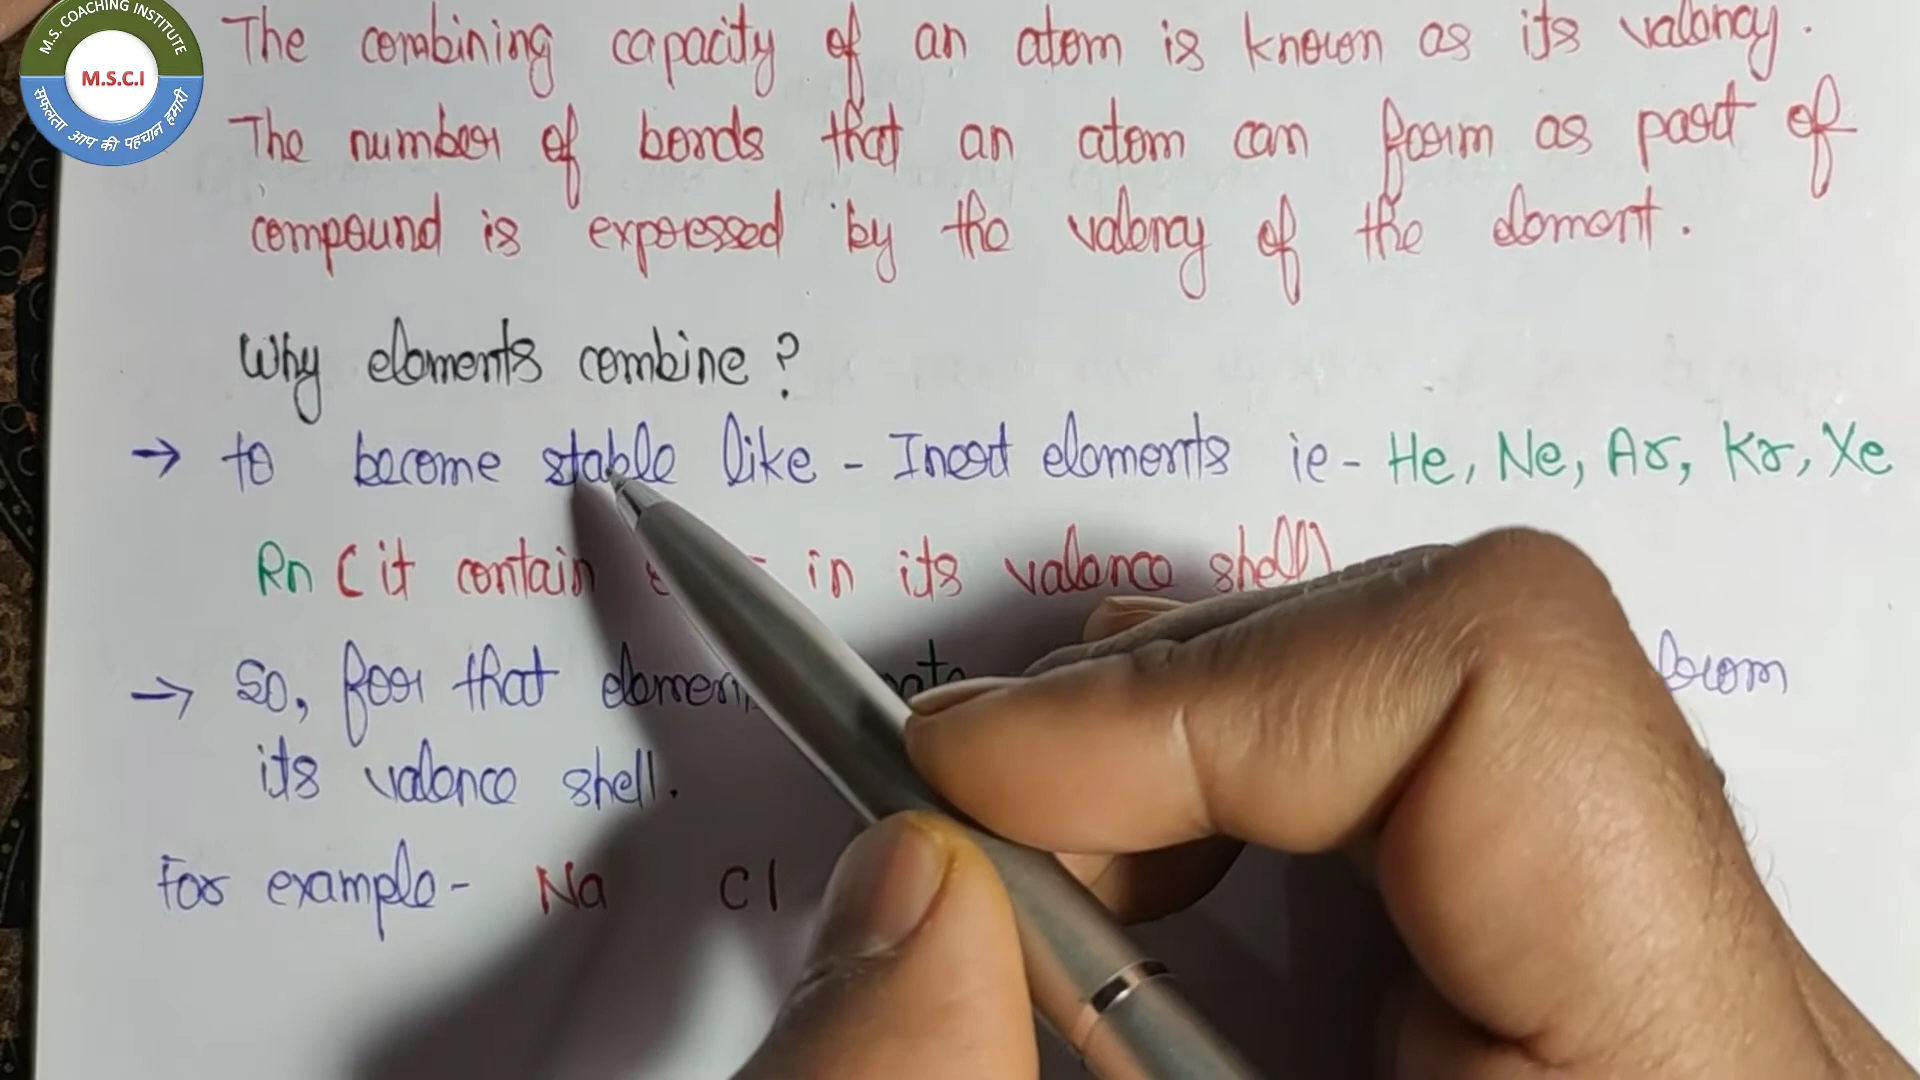 M.S. COACHING INSTITUTE
M.S.C.I
सफलता आप की पहचान हमारी
The combining capacity of an atom is known as its valency.
The number of bonds that an atom can form as part of
compound is expressed by the valency of the element.
Why elements combine?
→ to become stable like - Inert elements ie - He, Ne, Ar, Kr, Xe
Rn ( it contain in its valence shell)
→ So, for that from
its valence shell.
For example - Na Cl